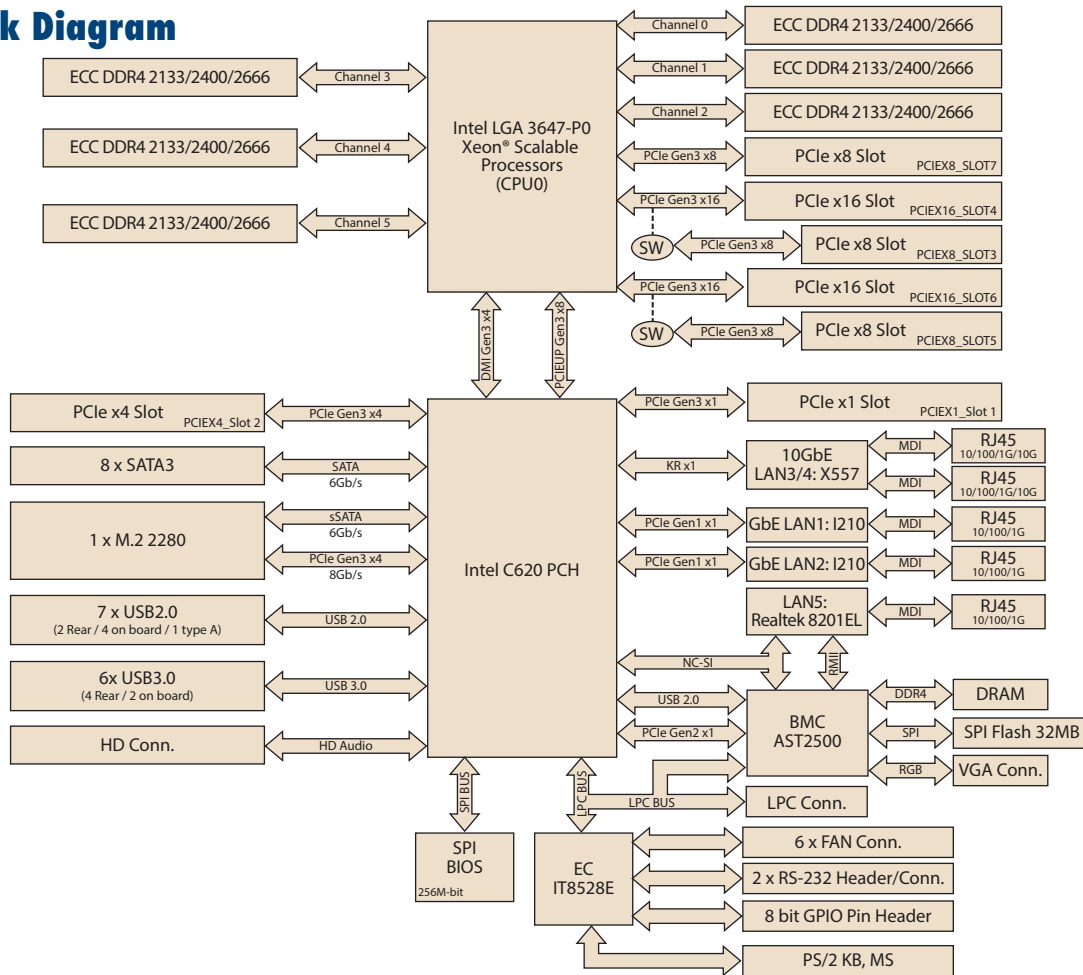 k Diagram
ECC DDR4 2133/2400/2666
Channel 3
ECC DDR4 2133/2400/2666
Channel 4
ECC DDR4 2133/2400/2666
Channel 5
Intel LGA 3647-P0
Xeon® Scalable
Processors
(CPU0)
Channel 0
ECC DDR4 2133/2400/2666
Channel 1
ECC DDR4 2133/2400/2666
Channel 2
ECC DDR4 2133/2400/2666
PCIe Gen3 x8
PCIe x8 Slot
PCIEX8_SLOT7
PCIe Gen3 x16
PCIe x16 Slot
PCIEX16_SLOT4
SW
PCIe Gen3 x8
PCIe x8 Slot
PCIEX8_SLOT3
PCIe Gen3 x16
PCIe x16 Slot
PCIEX16_SLOT6
SW
PCIe Gen3 x8
PCIe x8 Slot
PCIEX8_SLOT5
DMI Gen3 x4
PCIEUP Gen3 x8
PCIe x4 Slot
PCIEX4_Slot 2
PCIe Gen3 x4
8 x SATA3
SATA
6Gb/s
1 x M.2 2280
sSATA
6Gb/s
PCIe Gen3 x4
8Gb/s
7 x USB2.0
(2 Rear / 4 on board / 1 type A)
USB 2.0
6x USB3.0
(4 Rear / 2 on board)
USB 3.0
HD Conn.
HD Audio
Intel C620 PCH
PCIe Gen3 x1
PCIe x1 Slot
PCIEX1_Slot 1
KR x1
10GbE
LAN3/4: X557
MDI
RJ45
10/100/1G/10G
MDI
RJ45
10/100/1G/10G
PCIe Gen1 x1
GbE LAN1: I210
MDI
RJ45
10/100/1G
PCIe Gen1 x1
GbE LAN2: I210
MDI
RJ45
10/100/1G
LAN5:
Realtek 8201EL
MDI
RJ45
10/100/1G
NC-SI
RMII
USB 2.0
PCIe Gen2 x1
BMC
AST2500
DDR4
DRAM
SPI
SPI Flash 32MB
RGB
VGA Conn.
SPI BUS
LPC BUS
LPC BUS
LPC Conn.
SPI
BIOS
256M-bit
EC
IT8528E
6 x FAN Conn.
2 x RS-232 Header/Conn.
8 bit GPIO Pin Header
PS/2 KB, MS